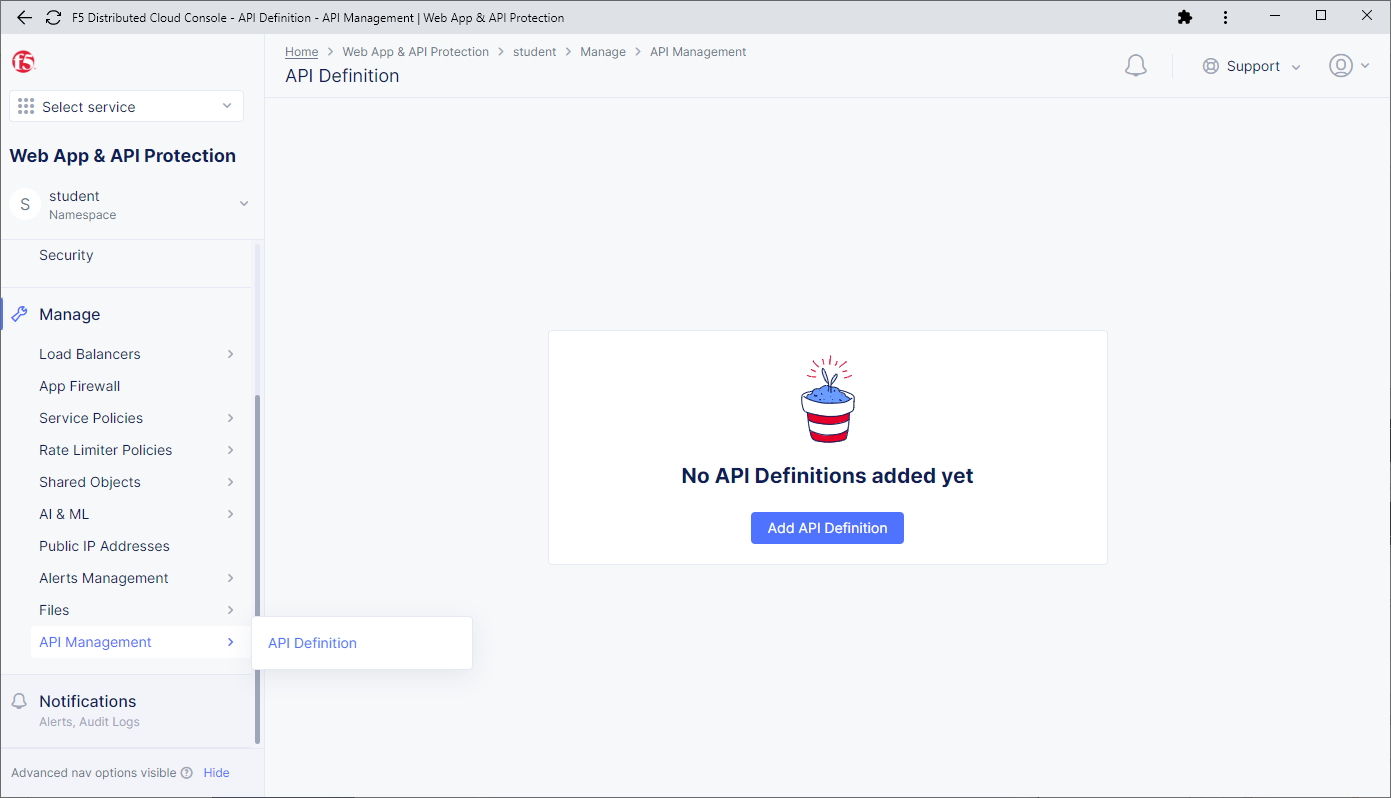 F5 Distributed Cloud Console - API Definition - API Management | Web App & API Protection
f5
Select service
Web App & API Protection
S
student
Namespace
Security
Manage
Load Balancers
App Firewall
Service Policies
Rate Limiter Policies
Shared Objects
AI & ML
Public IP Addresses
Alerts Management
Files
API Management
API Definition
Notifications
Alerts, Audit Logs
Advanced nav options visible ? Hide
Home > Web App & API Protection > student > Manage > API Management
API Definition
Support
No API Definitions added yet
Add API Definition